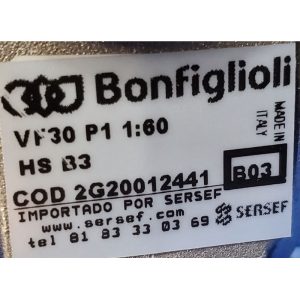 Bonfiglioli
VF30 P1 1:60
HS B3
MADE IN
ITALY
COD 2G20012441
B03
IMPORTADO POR SERSEF
www.sersef.com
tel 81 83 33 03 69
SERSEF